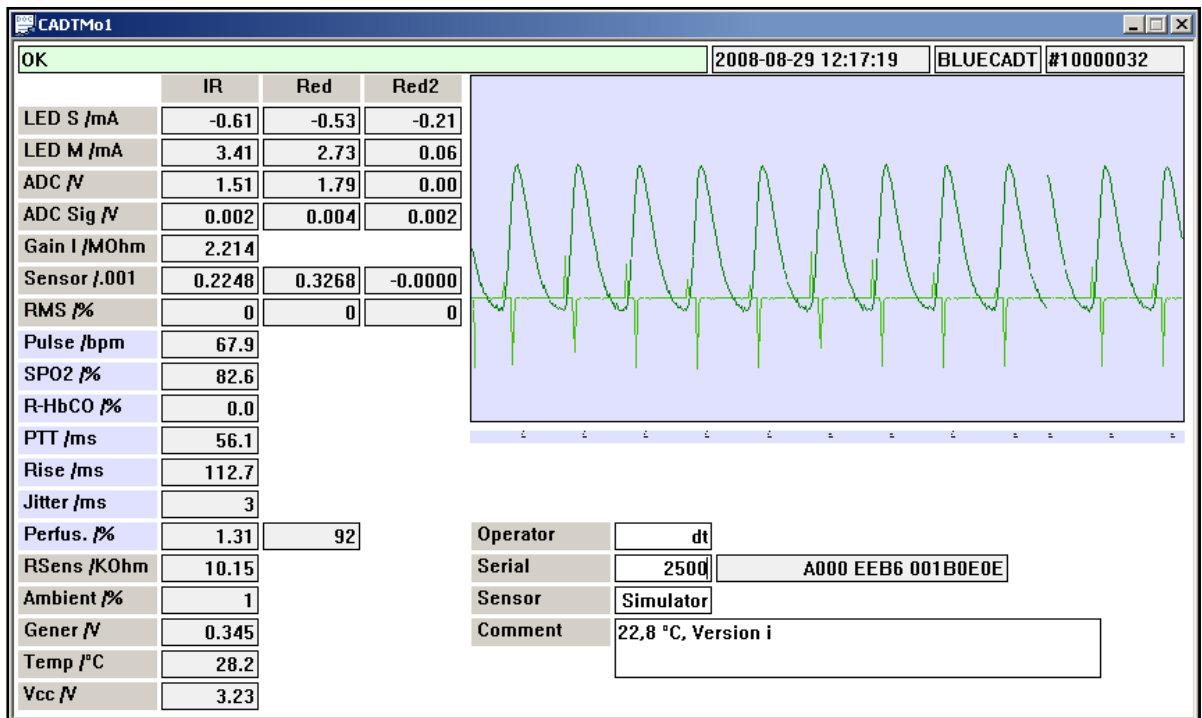 CADTMo1
OK 2008-08-29 12:17:19 BLUECADT #10000032
IR Red Red2
LED S /mA -0.61 -0.53 -0.21
LED M /mA 3.41 2.73 0.06
ADC /V 1.51 1.79 0.00
ADC Sig /V 0.002 0.004 0.002
Gain I /MOhm 2.214
Sensor /.001 0.2248 0.3268 -0.0000
RMS /% 0 0 0
Pulse /bpm 67.9
SPO2 /% 82.6
R-HbCO /% 0.0
PTT /ms 56.1
Rise /ms 112.7
Jitter /ms 3
Perfus. /% 1.31 92
RSens /KOhm 10.15
Ambient /% 1
Gener /V 0.345
Temp /°C 28.2
Vcc /V 3.23
Operator dt
Serial 2500 A000 EEB6 001B0E0E
Sensor Simulator
Comment 22,8 °C, Version i